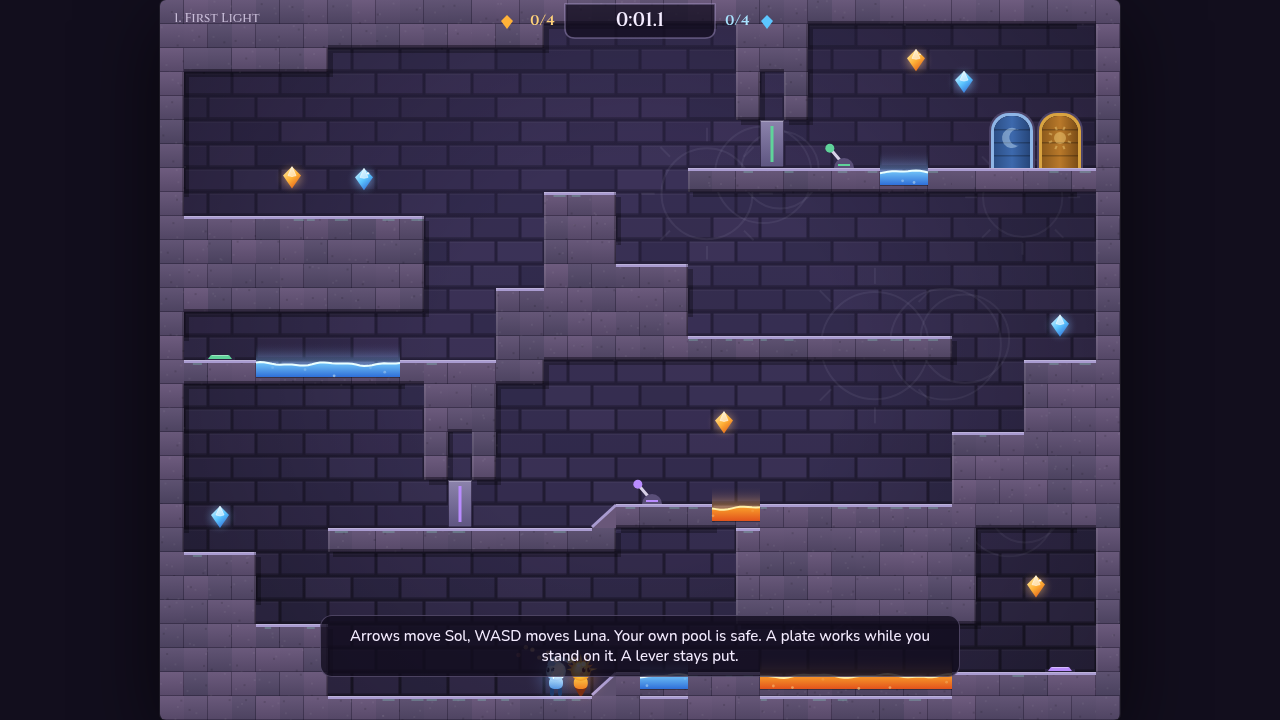 1. First Light
0/4
0:01.1
0/4
Arrows move Sol, WASD moves Luna. Your own pool is safe. A plate works while you
stand on it. A lever stays put.